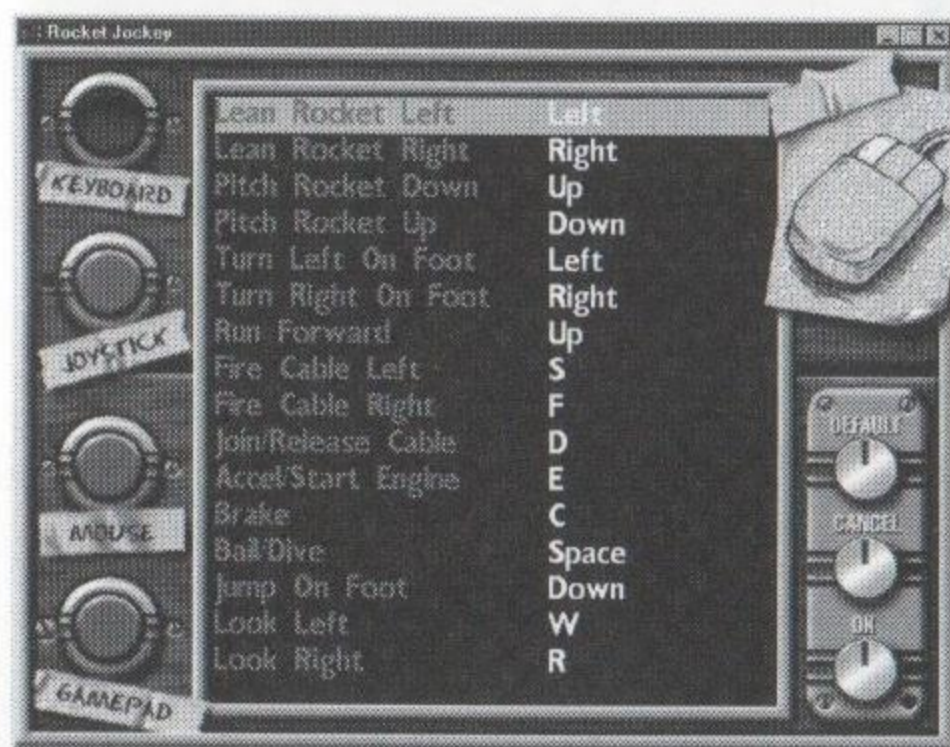 Rocket Jockey
KEYBOARD
JOYSTICK
MOUSE
GAMEPAD
Lean Rocket Left Left
Lean Rocket Right Right
Pitch Rocket Down Up
Pitch Rocket Up Down
Turn Left On Foot Left
Turn Right On Foot Right
Run Forward Up
Fire Cable Left S
Fire Cable Right F
Join/Release Cable D
Accel/Start Engine E
Brake C
Bail/Dive Space
Jump On Foot Down
Look Left W
Look Right R
DEFAULT
CANCEL
OK